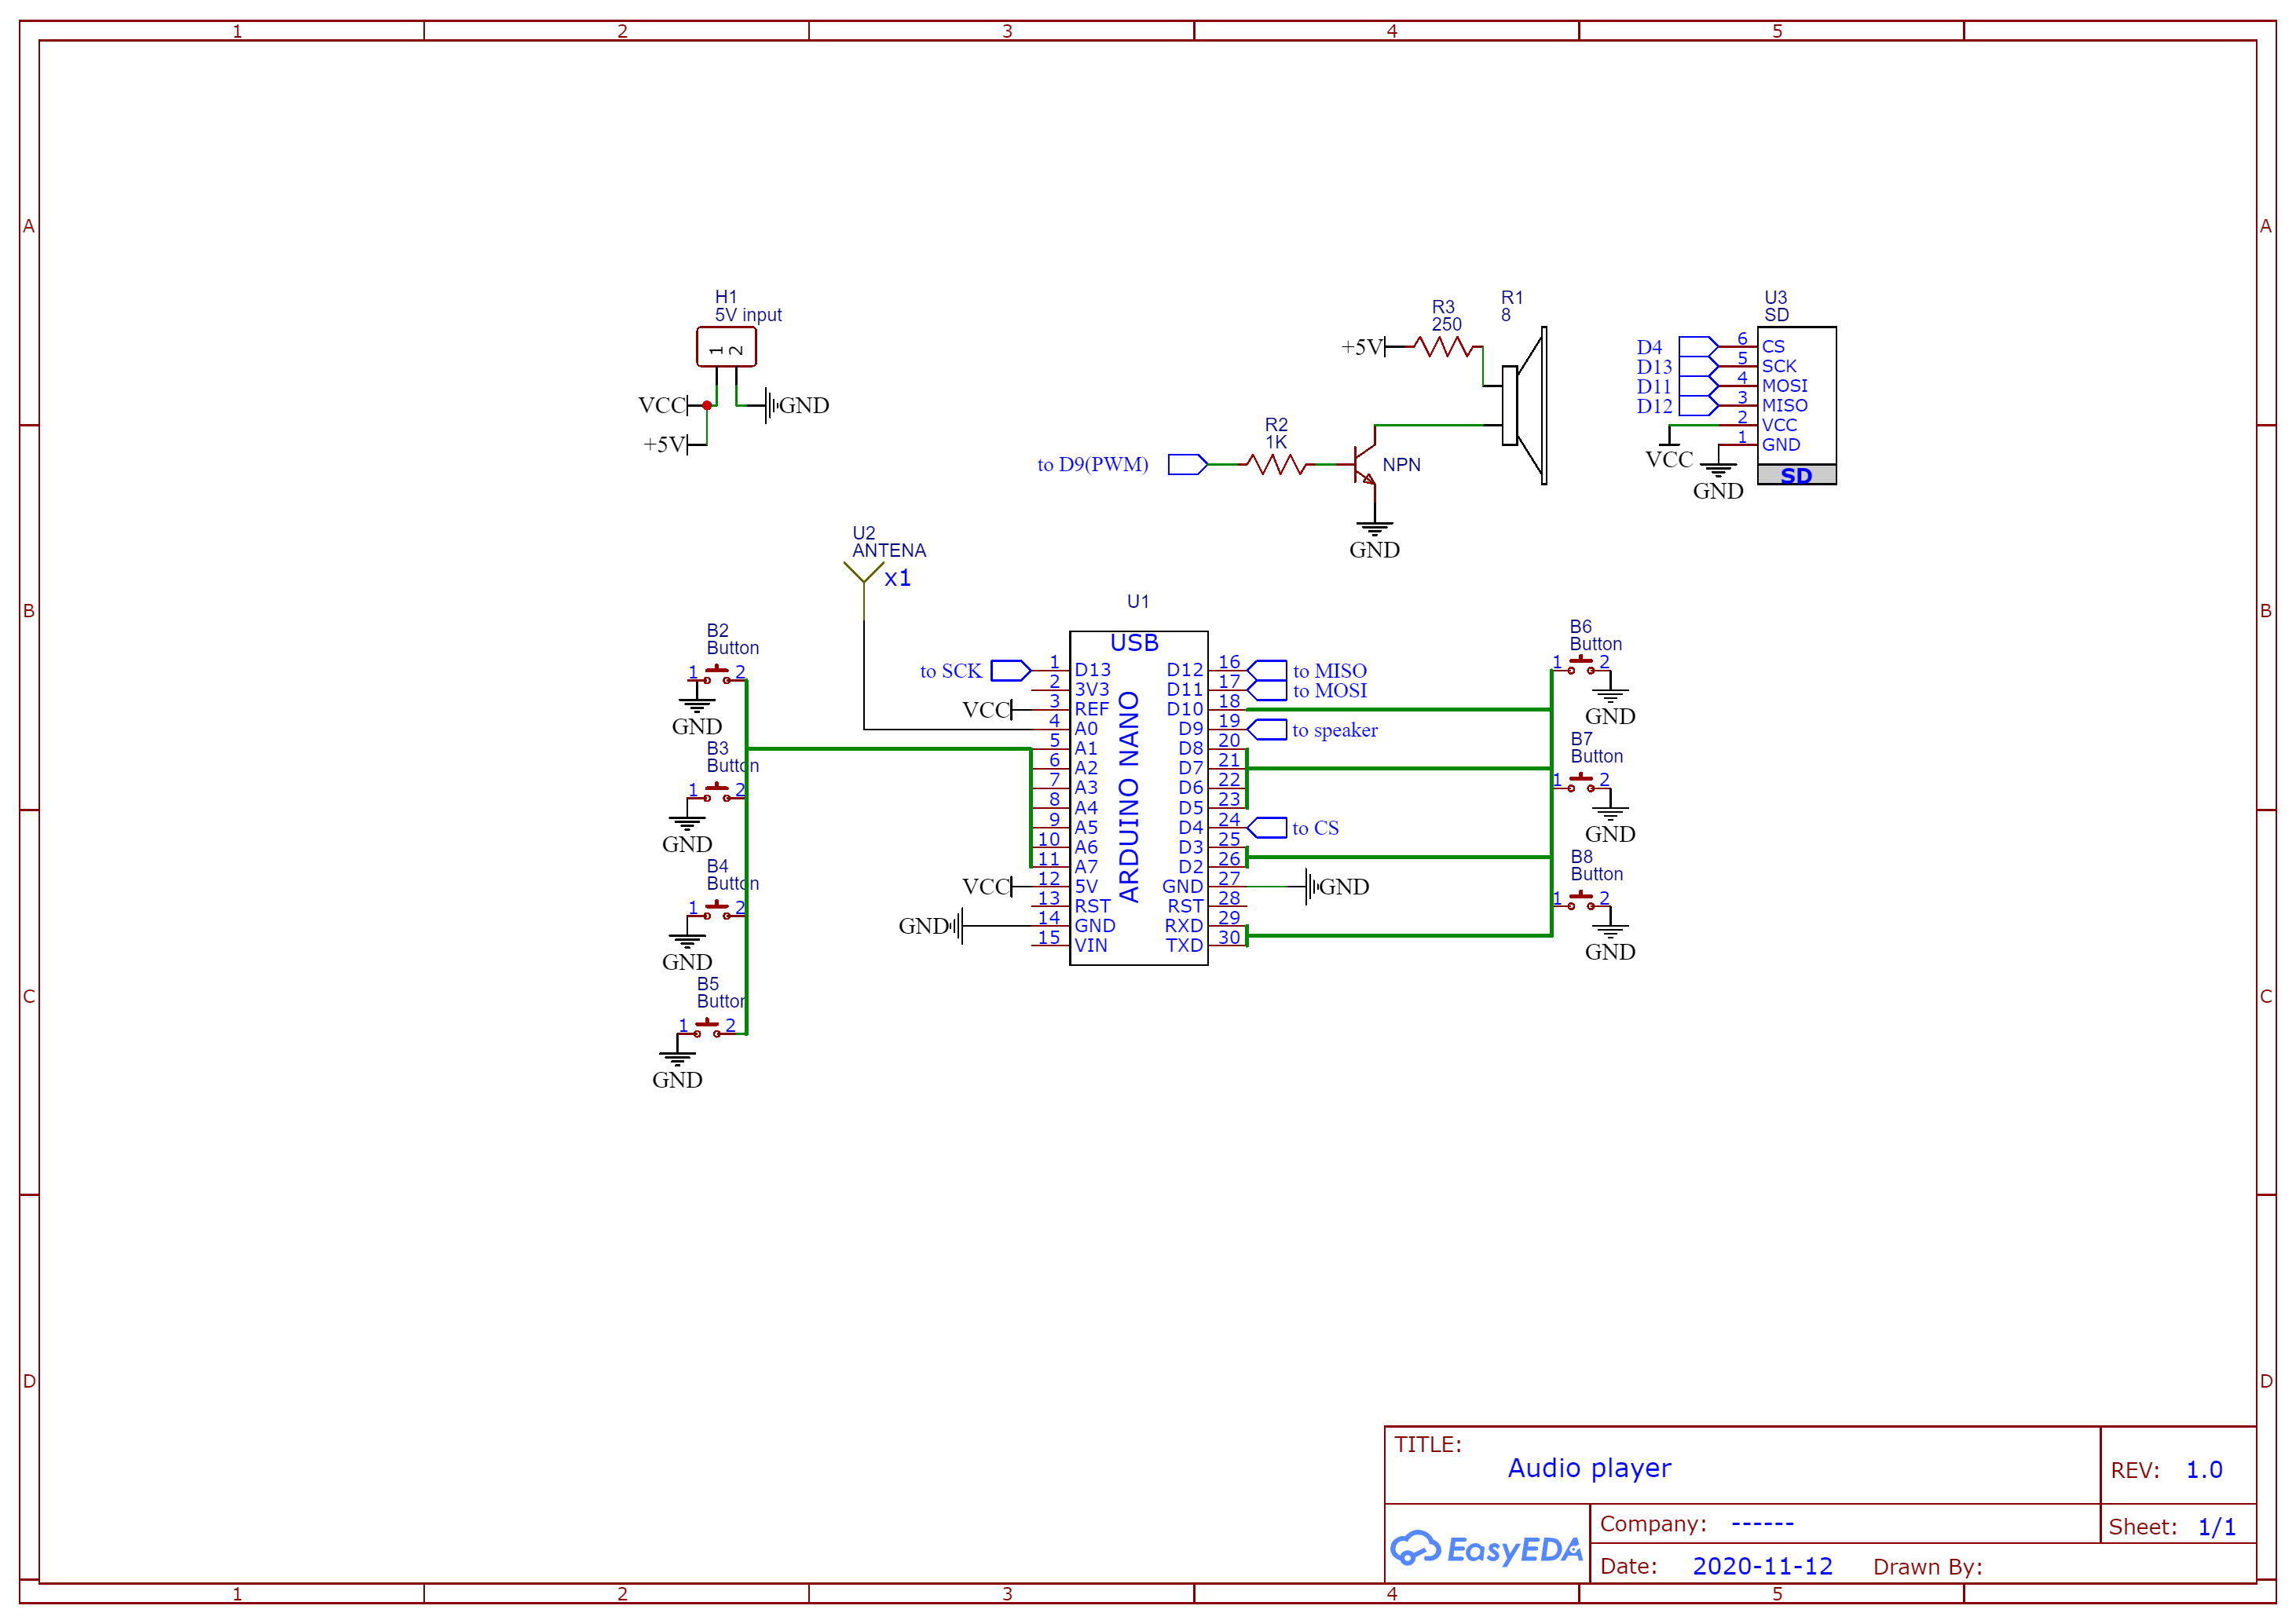 1 2 3 4 5
A A
B B
C C
D D
1 2 3 4 5
H1
5V input
1 2
VCC
GND
+5V
R3
250
+5V
R1
8
R2
1K
to D9(PWM)
NPN
GND
U3
SD
D4 6 CS
D13 5 SCK
D11 4 MOSI
D12 3 MISO
2 VCC
1 GND
VCC
GND
SD
U2
ANTENA
x1
U1
USB
ARDUINO NANO
to SCK 1 D13
2 3V3
VCC 3 REF
4 A0
5 A1
6 A2
7 A3
8 A4
9 A5
10 A6
11 A7
VCC 12 5V
13 RST
GND 14 GND
15 VIN
D12 16 to MISO
D11 17 to MOSI
D10 18
D9 19 to speaker
D8 20
D7 21
D6 22
D5 23
D4 24 to CS
D3 25
D2 26
GND 27 GND
RST 28
RXD 29
TXD 30
B2
Button
1 2
GND
B3
Button
1 2
GND
B4
Button
1 2
GND
B5
Button
1 2
GND
B6
Button
1 2
GND
B7
Button
1 2
GND
B8
Button
1 2
GND
TITLE:
Audio player
REV: 1.0
EasyEDA
Company: ------
Sheet: 1/1
Date: 2020-11-12 Drawn By: